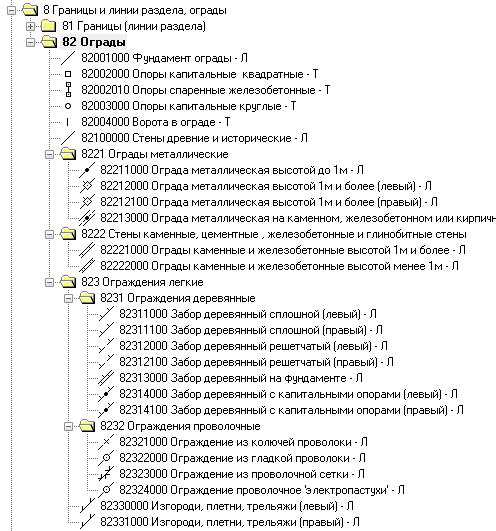 8 Границы и линии раздела, ограды
81 Границы (линии раздела)
82 Ограды
82001000 Фундамент ограды - Л
82002000 Опоры капитальные квадратные - Т
82002010 Опоры спаренные железобетонные - Т
82003000 Опоры капитальные круглые - Т
82004000 Ворота в ограде - Т
82100000 Стены древние и исторические - Л
8221 Ограды металлические
82211000 Ограда металлическая высотой до 1м - Л
82212000 Ограда металлическая высотой 1м и более (левый) - Л
82212100 Ограда металлическая высотой 1м и более (правый) - Л
82213000 Ограда металлическая на каменном, железобетонном или кирпич
8222 Стены каменные, цементные , железобетонные и глинобитные стены
82221000 Ограды каменные и железобетонные высотой 1м и более - Л
82222000 Ограды каменные и железобетонные высотой менее 1м - Л
823 Ограждения легкие
8231 Ограждения деревянные
82311000 Забор деревянный сплошной (левый) - Л
82311100 Забор деревянный сплошной (правый) - Л
82312000 Забор деревянный решетчатый (левый) - Л
82312100 Забор деревянный решетчатый (правый) - Л
82313000 Забор деревянный на фундаменте - Л
82314000 Забор деревянный с капитальными опорами (левый) - Л
82314100 Забор деревянный с капитальными опорами (правый) - Л
8232 Ограждения проволочные
82321000 Ограждение из колючей проволоки - Л
82322000 Ограждение из гладкой проволоки - Л
82323000 Ограждение из проволочной сетки - Л
82324000 Ограждение проволочное 'электропастухи' - Л
82330000 Изгороди, плетни, трельяжи (левый) - Л
82331000 Изгороди, плетни, трельяжи (правый) - Л